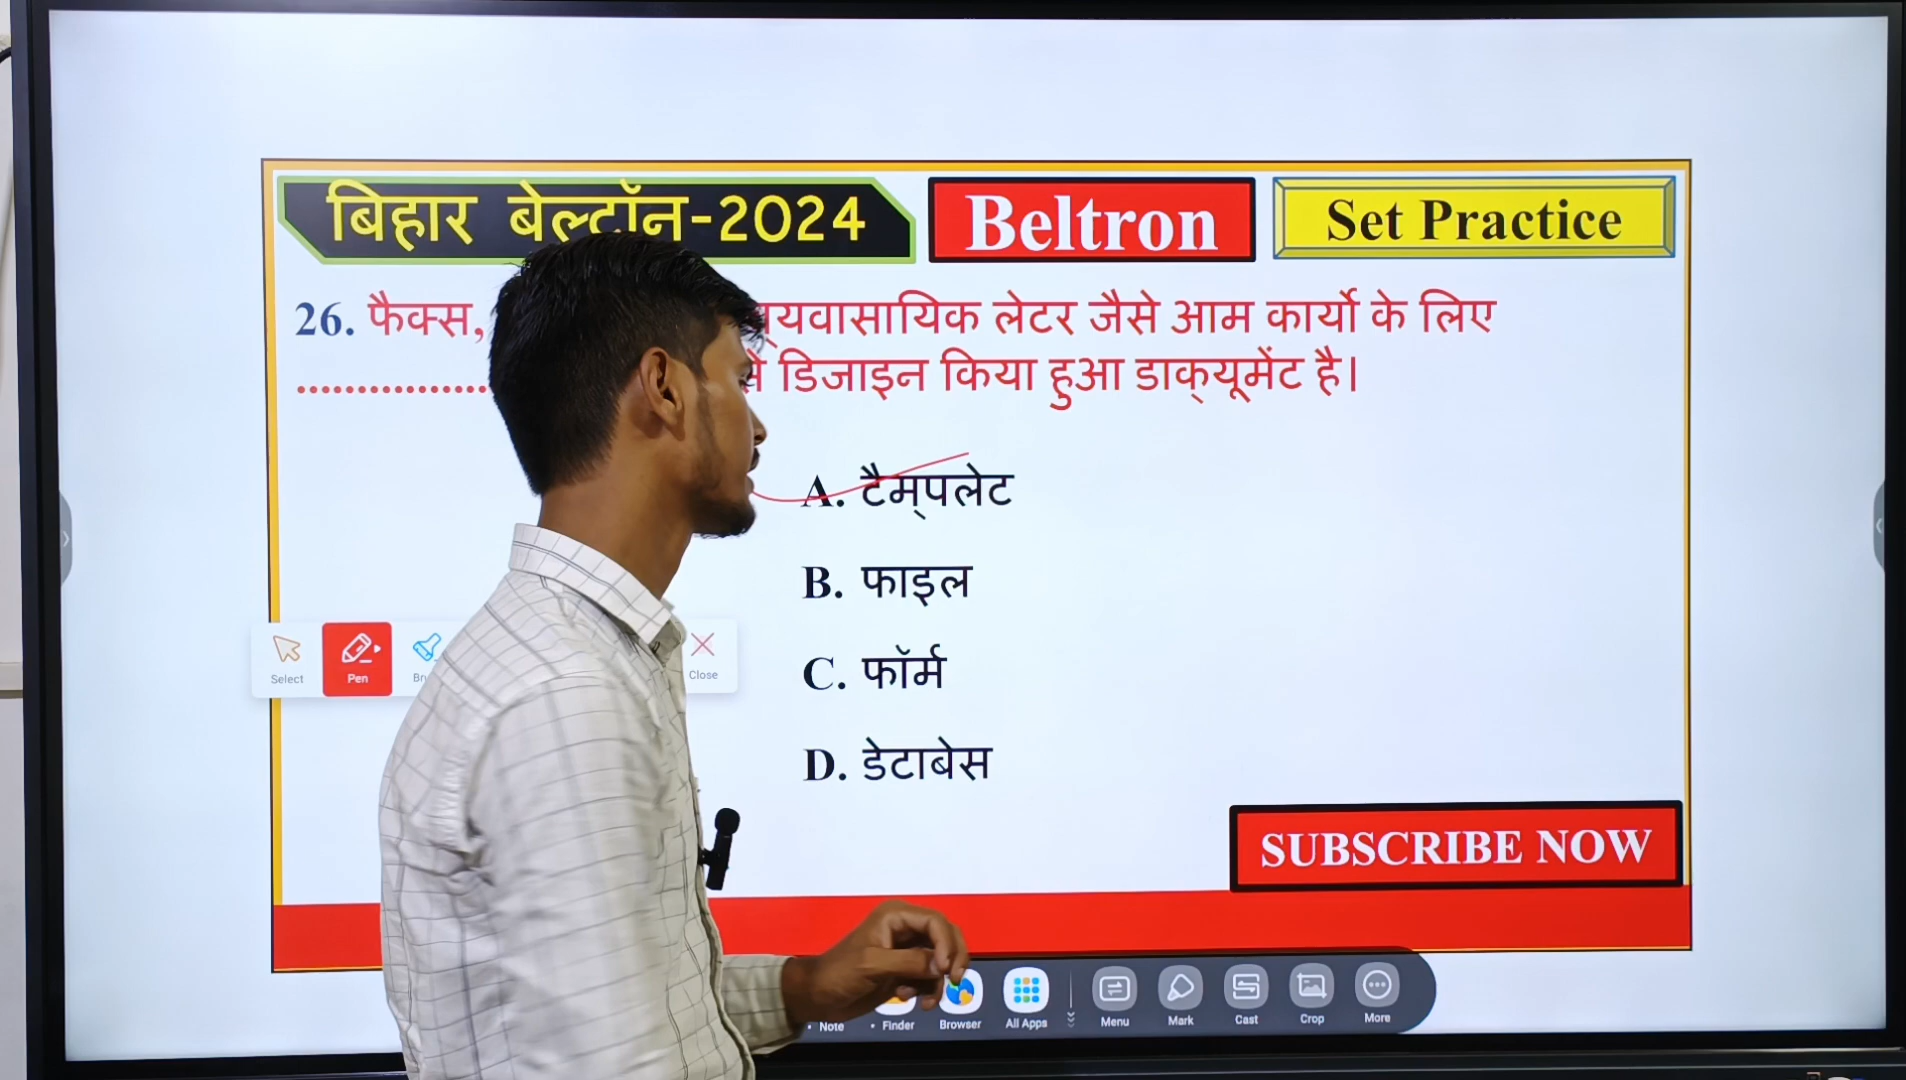 बिहार बेल्टॉन-2024
Beltron
Set Practice
26. फैक्स, व्यवासायिक लेटर जैसे आम कार्यो के लिए
................ से डिजाइन किया हुआ डाक्‌यूमेंट है।
A. टैम्‌पलेट
B. फाइल
C. फॉर्म
D. डेटाबेस
Select
Pen
Close
SUBSCRIBE NOW
Note
Finder
Browser
All Apps
Menu
Mark
Cast
Crop
More